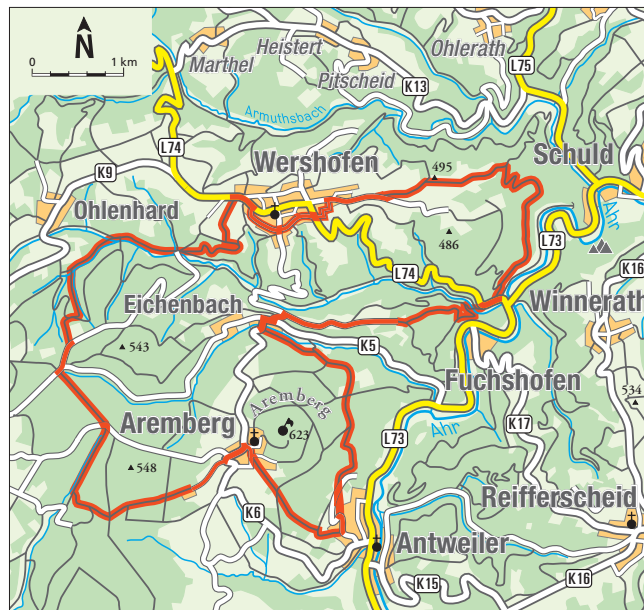 N
0 1 km
Marthel
Heistert
Pitscheid
Ohlerath
L75
K13
Armuthsbach
L74
Wershofen
495
Schuld
K9
Ohlenhard
486
L73
Ahr
L74
K16
Eichenbach
Winnerath
543
K5
Fuchshofen
534
Aremberg
Aremberg
623
L73
Ahr
K17
548
Reifferscheid
K6
Antweiler
K15
K16